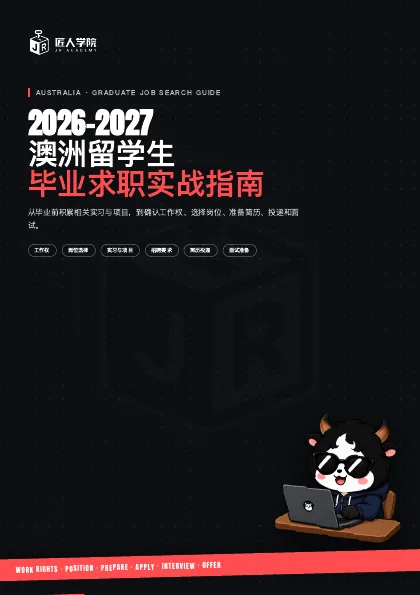 匠人学院
JR ACADEMY
AUSTRALIA · GRADUATE JOB SEARCH GUIDE
2026-2027
澳洲留学生
毕业求职实战指南
从毕业前积累相关实习与项目，到确认工作权、选择岗位、准备简历、投递和面
试。
工作权 岗位选择 实习与项目 招聘要求 简历投递 面试准备
JR
WORK RIGHTS · POSITION · PREPARE · APPLY · INTERVIEW · OFFER